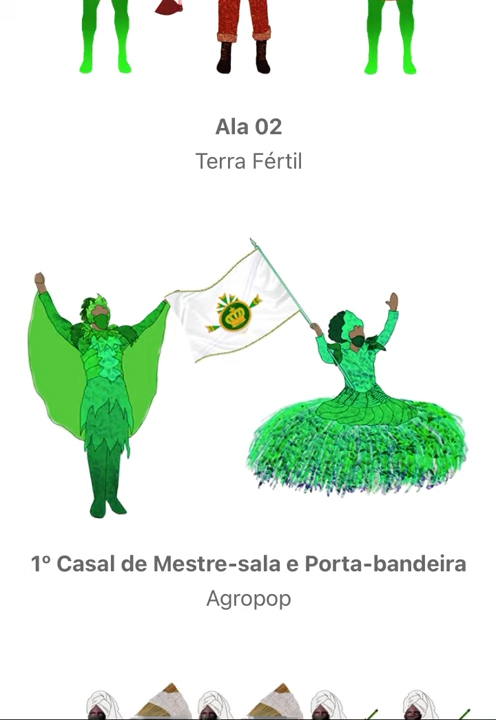 Ala 02
Terra Fértil
1º Casal de Mestre-sala e Porta-bandeira
Agropop